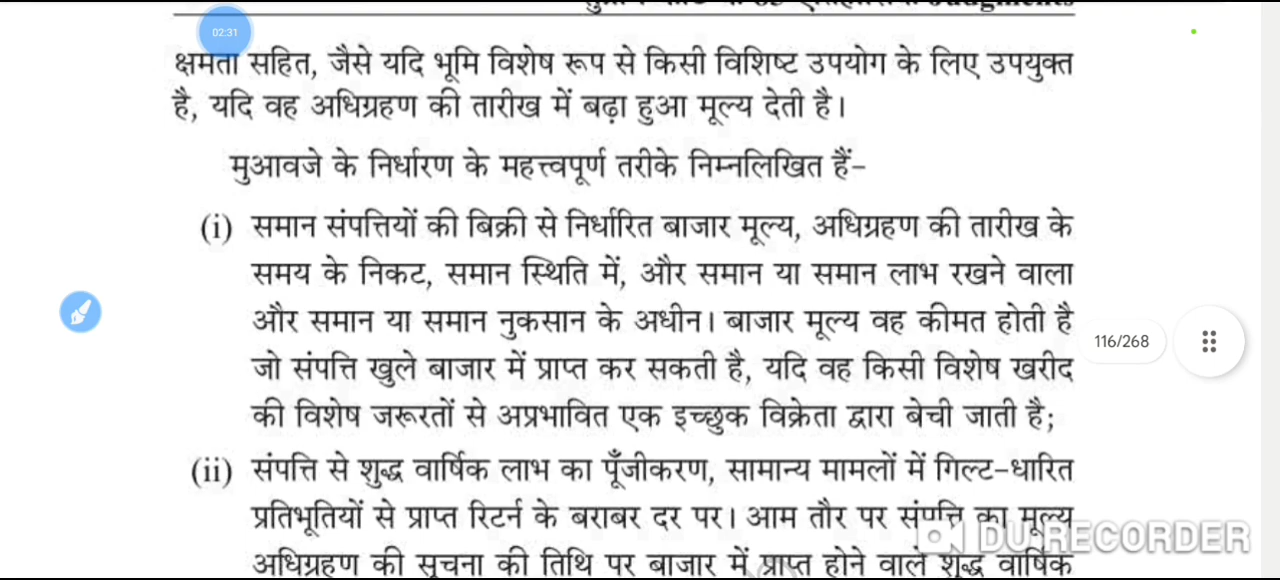 02:31
क्षमता सहित, जैसे यदि भूमि विशेष रूप से किसी विशिष्ट उपयोग के लिए उपयुक्त
है, यदि वह अधिग्रहण की तारीख में बढ़ा हुआ मूल्य देती है।
मुआवजे के निर्धारण के महत्त्वपूर्ण तरीके निम्नलिखित हैं-
(i) समान संपत्तियों की बिक्री से निर्धारित बाजार मूल्य, अधिग्रहण की तारीख के
समय के निकट, समान स्थिति में, और समान या समान लाभ रखने वाला
और समान या समान नुकसान के अधीन। बाजार मूल्य वह कीमत होती है
116/268
जो संपत्ति खुले बाजार में प्राप्त कर सकती है, यदि वह किसी विशेष खरीद
की विशेष जरूरतों से अप्रभावित एक इच्छुक विक्रेता द्वारा बेची जाती है;
(ii) संपत्ति से शुद्ध वार्षिक लाभ का पूँजीकरण, सामान्य मामलों में गिल्ट-धारित
प्रतिभूतियों से प्राप्त रिटर्न के बराबर दर पर। आम तौर पर संपत्ति का मूल्य
DU RECORDER
अधिग्रहण की सूचना की तिथि पर बाजार में प्राप्त होने वाले शुद्ध वार्षिक